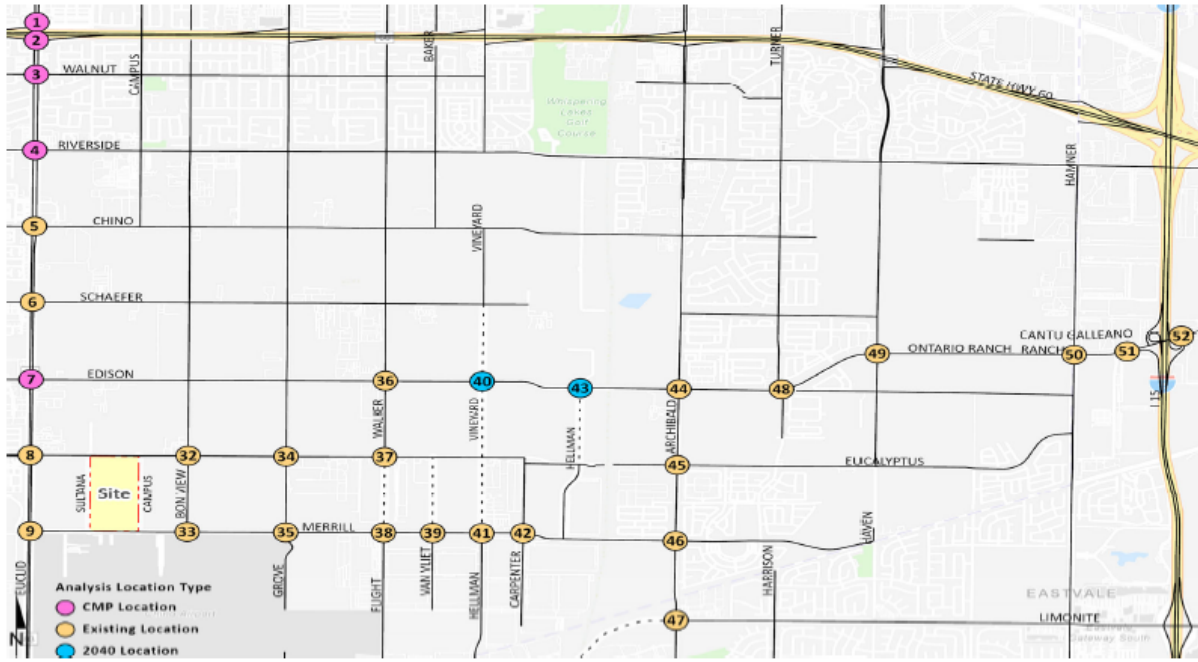 1
2
3
WALNUT
CAMPUS
BAKER
TURNER
STATE HWY 60
Whispering
Lakes
Golf
Course
4
RIVERSIDE
HAMNER
5
CHINO
VINEYARD
6
SCHAEFER
CANTU GALLEANO
52
49
ONTARIO RANCH
RANCH
50
51
7
EDISON
36
40
43
44
48
I 15
WALKER
VINEYARD
HELLMAN
ARCHIBALD
8
32
34
37
45
EUCALYPTUS
SULTANA
Site
CAMPUS
BON VIEW
9
33
35
MERRILL
38
39
41
42
46
HAVEN
EUCLID
GROVE
FLIGHT
VAN VLIET
HELLMAN
CARPENTER
HARRISON
EASTVALE
47
LIMONITE
Eastvale
Gateway South
Analysis Location Type
CMP Location
Existing Location
2040 Location
N